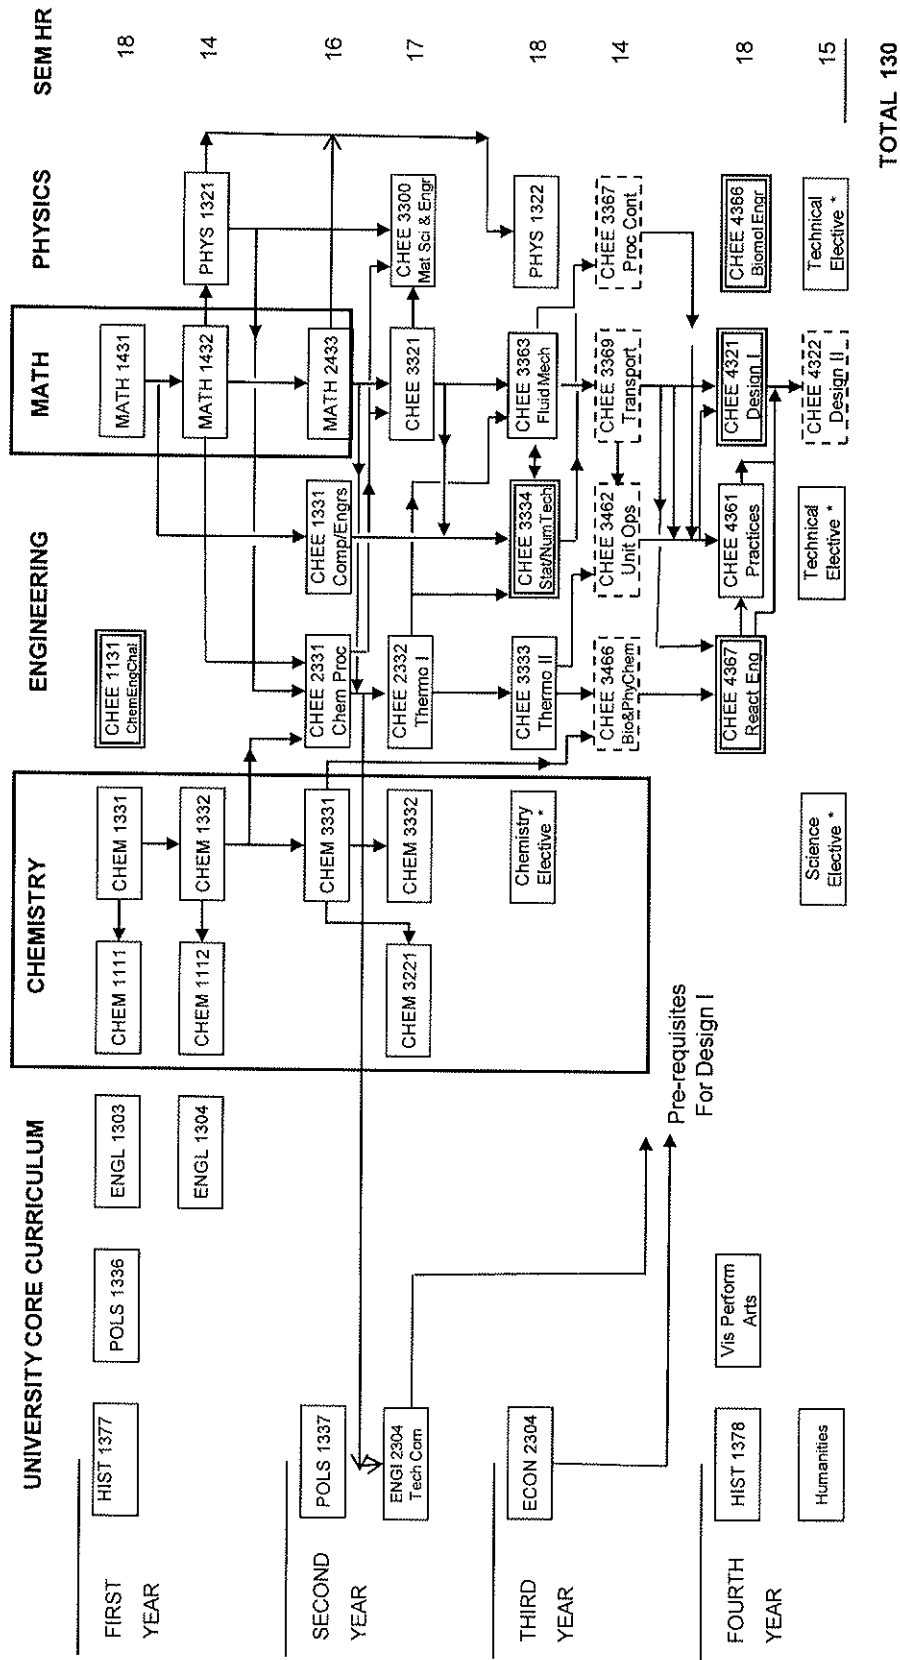 UNIVERSITY CORE CURRICULUM
CHEMISTRY
ENGINEERING
MATH
PHYSICS
SEM HR
FIRST
YEAR
HIST 1377
POLS 1336
ENGL 1303
CHEM 1111
CHEM 1331
CHEE 1131
ChemEngChal
MATH 1431
18
ENGL 1304
CHEM 1112
CHEM 1332
MATH 1432
PHYS 1321
14
SECOND
YEAR
POLS 1337
CHEM 3331
CHEE 2331
Chem Proc
CHEE 1331
Comp/Engrs
MATH 2433
16
ENGI 2304
Tech Com
CHEM 3221
CHEM 3332
CHEE 2332
Thermo I
CHEE 3321
CHEE 3300
Mat Sci & Engr
17
THIRD
YEAR
ECON 2304
Chemistry
Elective *
CHEE 3333
Thermo II
CHEE 3334
Stat/NumTech
CHEE 3363
Fluid Mech
PHYS 1322
18
CHEE 3466
Bio&PhyChem
CHEE 3462
Unit Ops
CHEE 3369
Transport.
CHEE 3367
Proc Cont
14
Pre-requisites
For Design I
FOURTH
YEAR
HIST 1378
Vis Perform
Arts
CHEE 4367
React Eng
CHEE 4361
Practices
CHEE 4321
Design I
CHEE 4366
Biomol Engr
18
Humanities
Science
Elective *
Technical
Elective *
CHEE 4322
Design II
Technical
Elective *
15
TOTAL 130